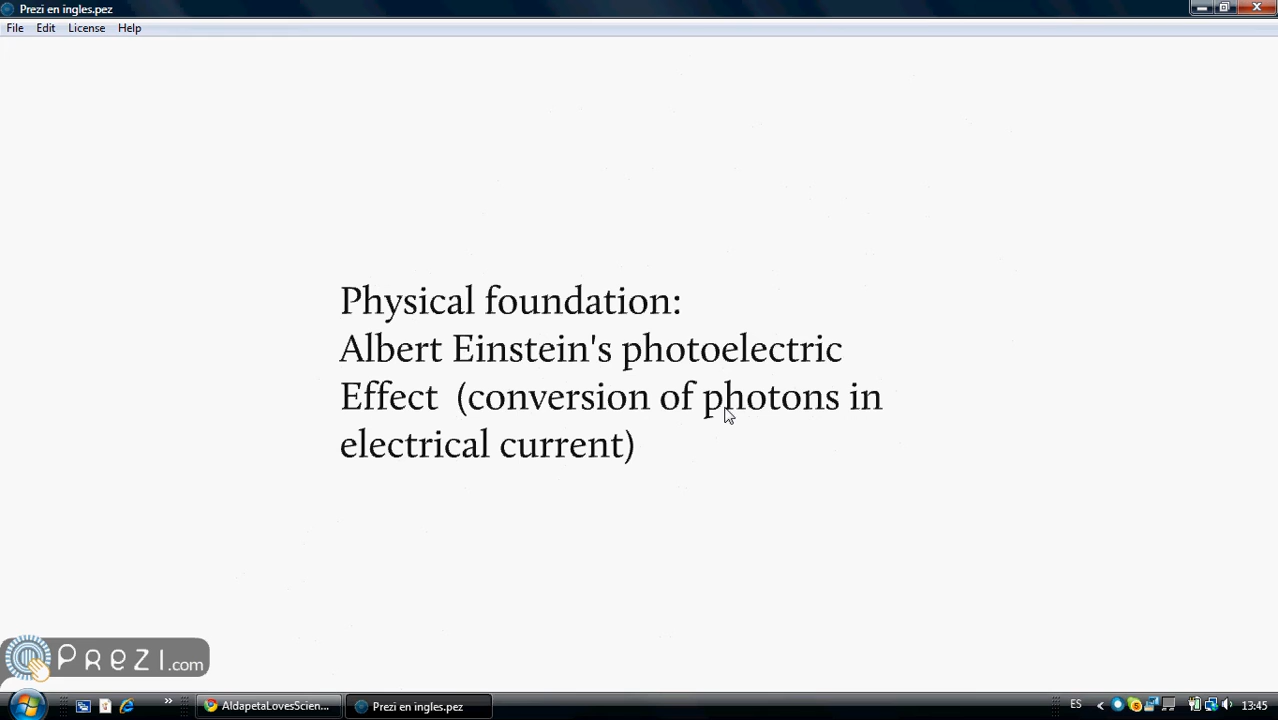 Prezi en ingles.pez
File Edit License Help
Physical foundation:
Albert Einstein's photoelectric
Effect (conversion of photons in
electrical current)
PREZI.com
AldapetaLovesScien... Prezi en ingles.pez ES 13:45